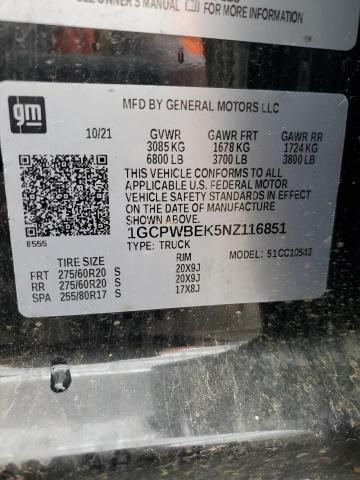 SEE OWNER'S MANUAL FOR MORE INFORMATION
gm
MFD BY GENERAL MOTORS LLC
10/21 GVWR GAWR FRT GAWR RR
3085 KG 1678 KG 1724 KG
6800 LB 3700 LB 3800 LB
THIS VEHICLE CONFORMS TO ALL
APPLICABLE U.S. FEDERAL MOTOR
VEHICLE SAFETY STANDARDS IN
EFFECT ON THE DATE OF MANUFACTURE
SHOWN ABOVE.
1GCPWBEK5NZ116851
8555 TYPE: TRUCK MODEL: 51CC10543
TIRE SIZE RIM
FRT 275/60R20 S 20X9J
RR 275/60R20 S 20X9J
SPA 255/80R17 S 17X8J